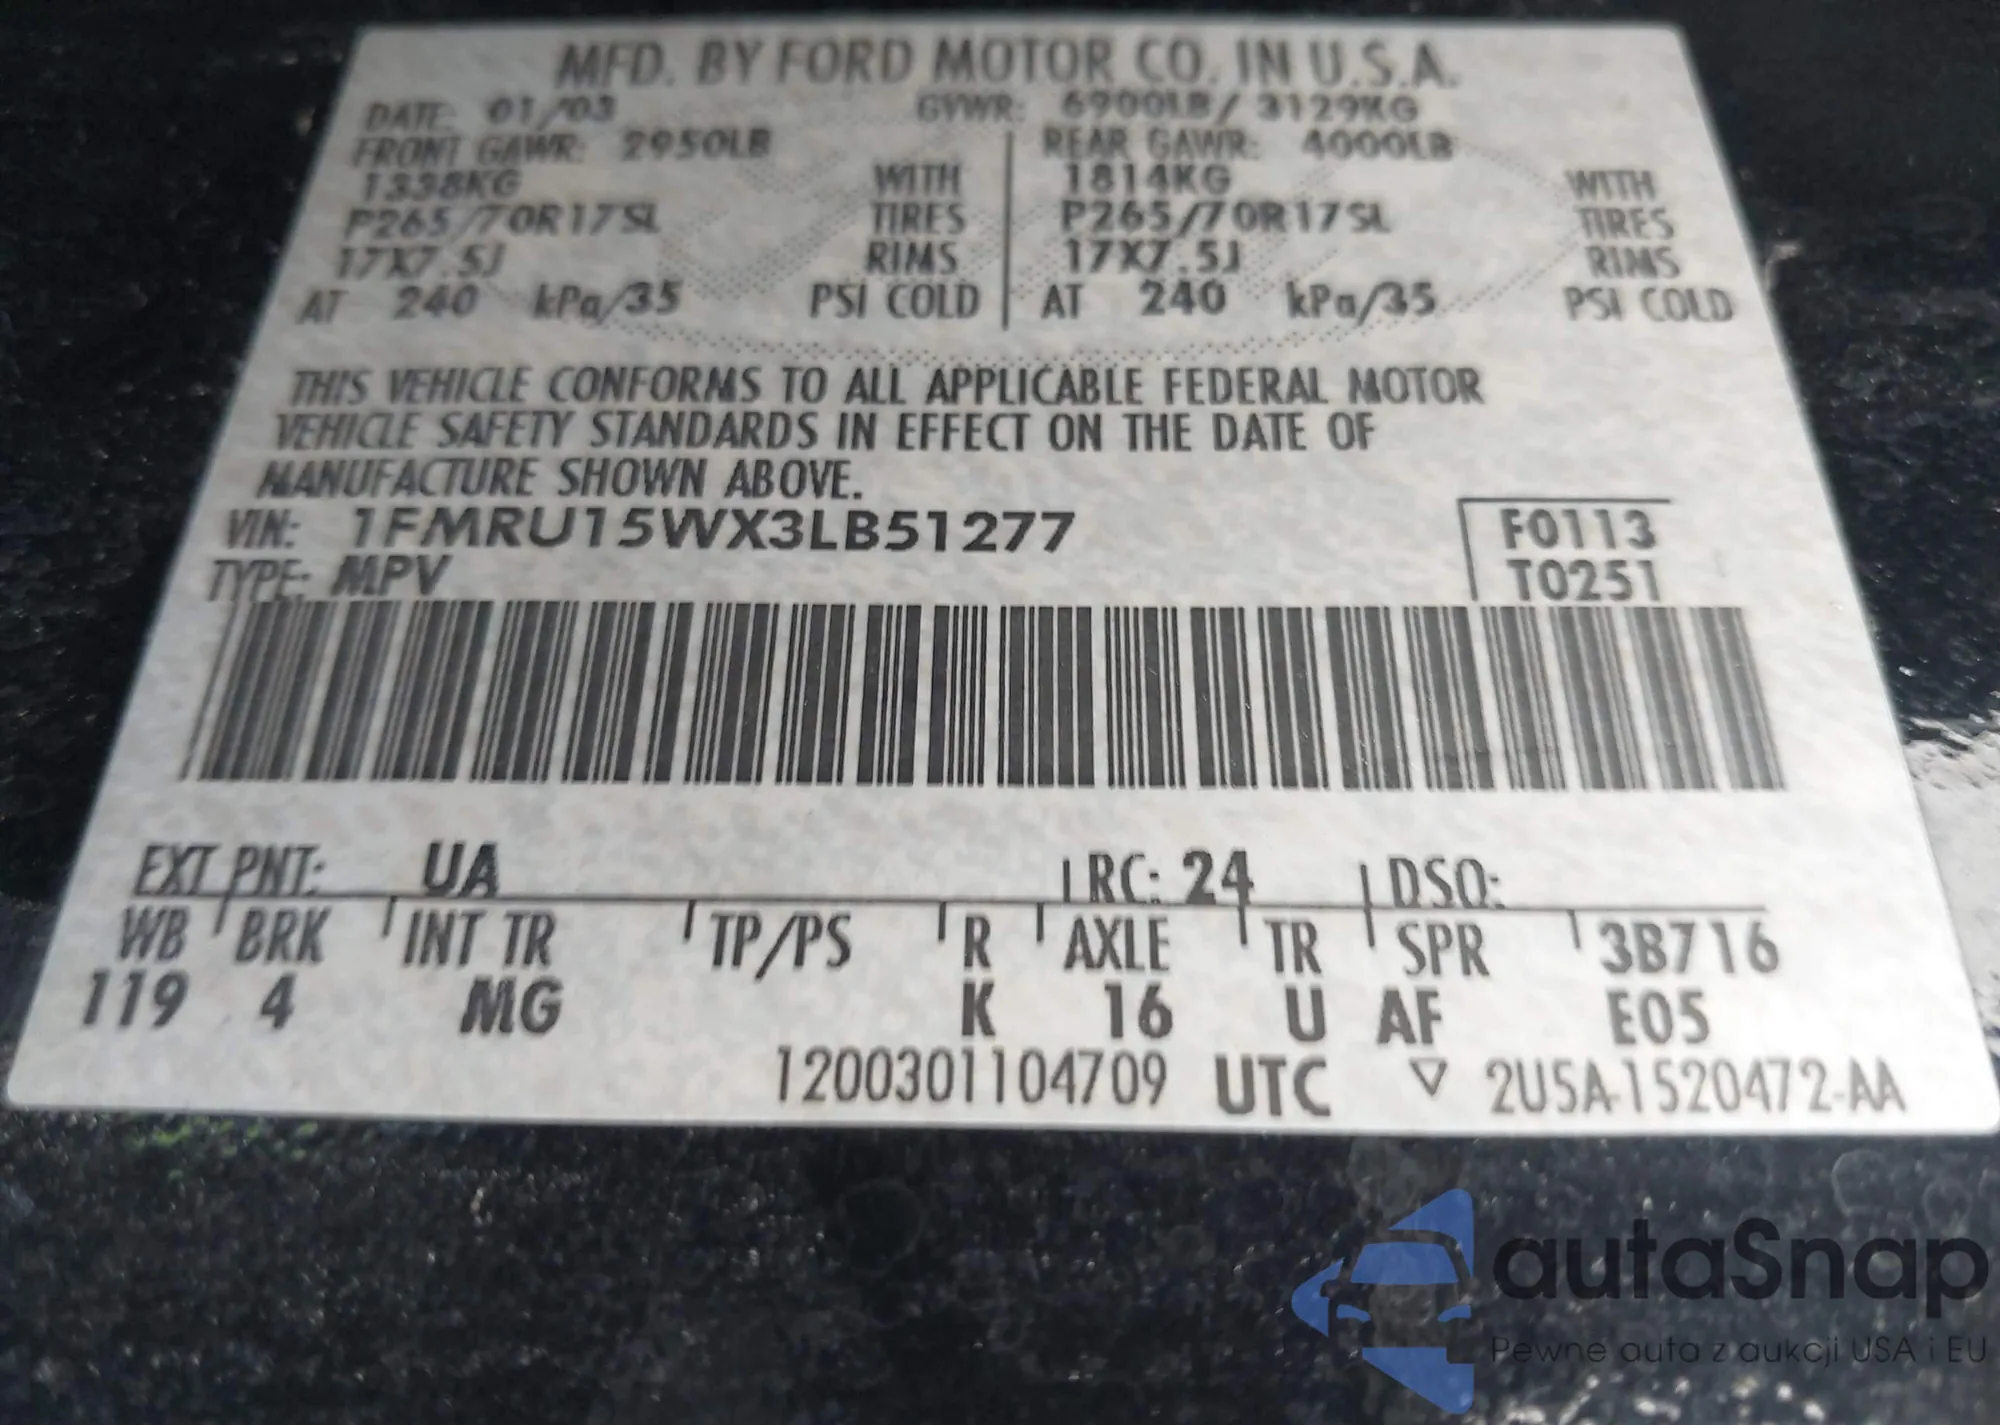 MFD. BY FORD MOTOR CO. IN U.S.A.
DATE: 01/03 GVWR: 6900LB/ 3129KG
FRONT GAWR: 2950LB REAR GAWR: 4000LB
1338KG WITH 1814KG WITH
P265/70R17SL TIRES P265/70R17SL TIRES
17X7.5J RIMS 17X7.5J RIMS
AT 240 kPa/35 PSI COLD AT 240 kPa/35 PSI COLD
THIS VEHICLE CONFORMS TO ALL APPLICABLE FEDERAL MOTOR
VEHICLE SAFETY STANDARDS IN EFFECT ON THE DATE OF
MANUFACTURE SHOWN ABOVE.
VIN: 1FMRU15WX3LB51277 F0113
TYPE: MPV T0251
EXT PNT: UA RC: 24 DSO:
WB BRK INT TR TP/PS R AXLE TR SPR 3B716
119 4 MG K 16 U AF E05
1200301104709 UTC ▽ 2U5A-1520472-AA
autaSnap
Pewne auta z aukcji USA i EU